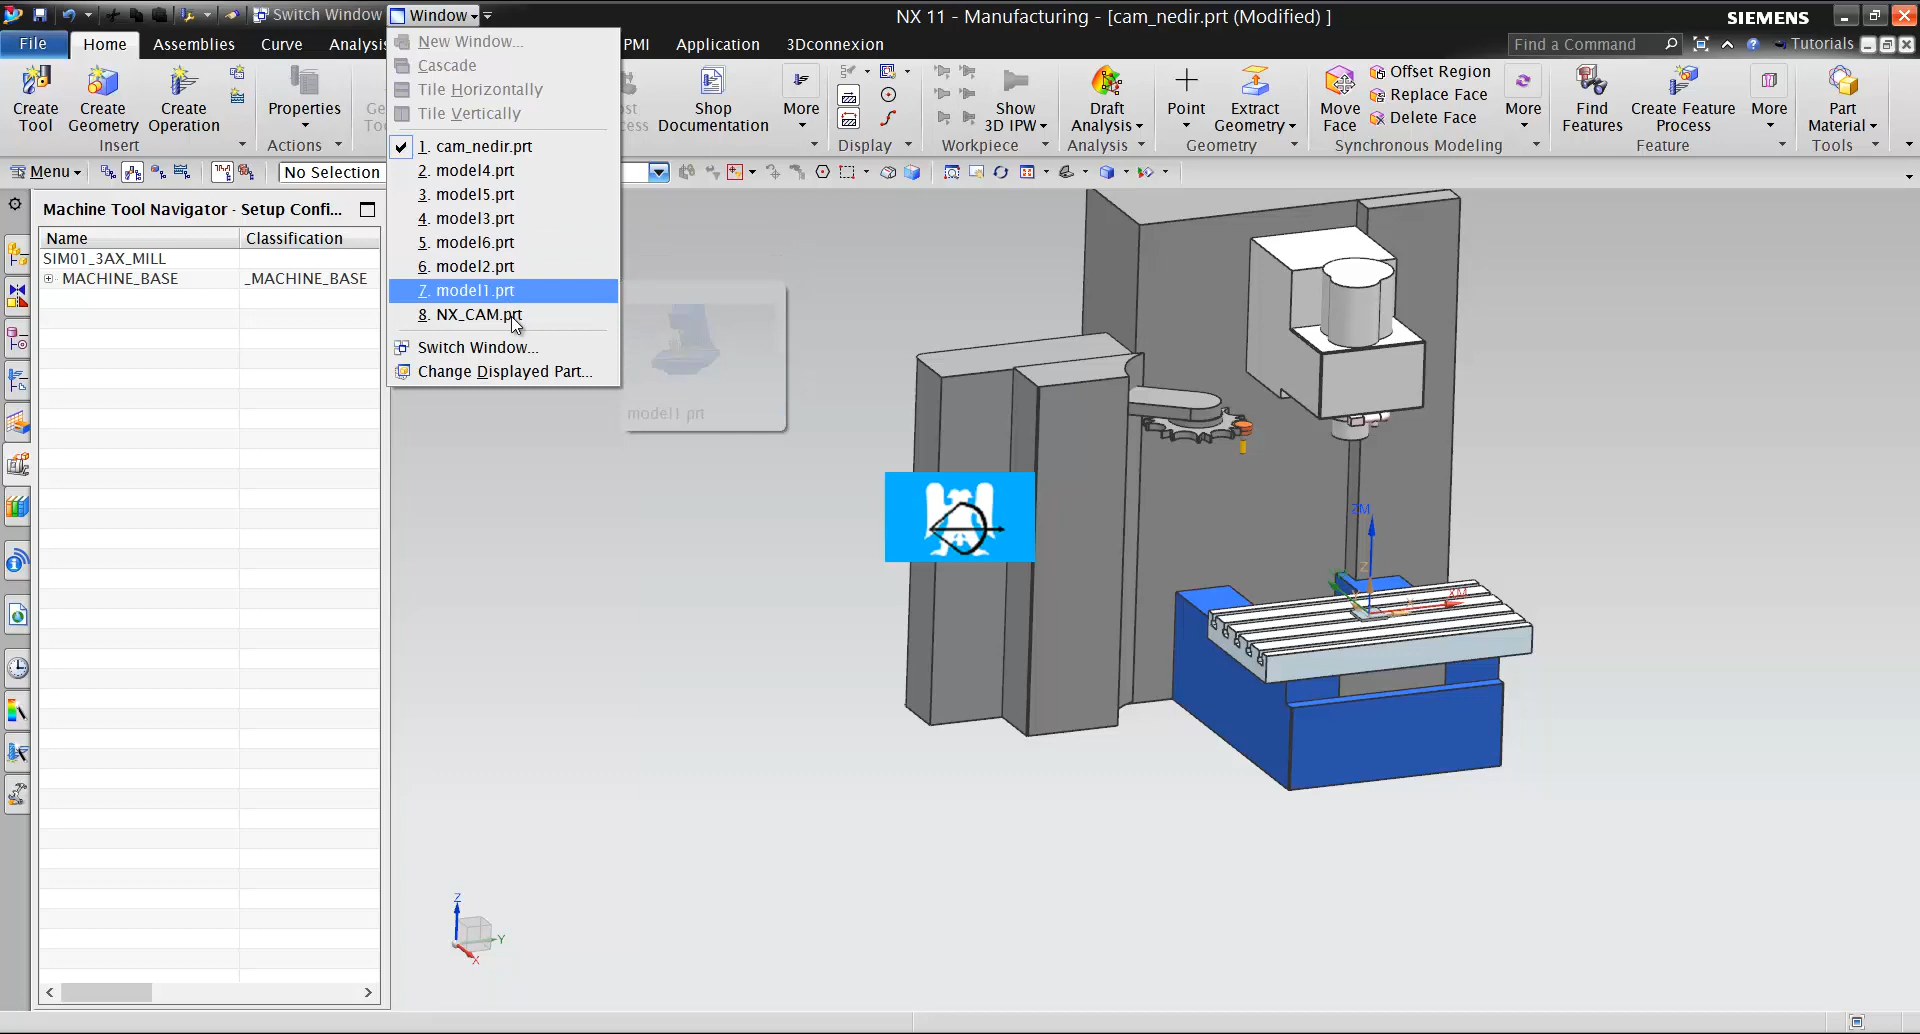 Switch Window
Window
NX 11 - Manufacturing - [cam_nedir.prt (Modified) ]
SIEMENS
File
Home
Assemblies
Curve
Analysis
PMI
Application
3Dconnexion
Find a Command
Tutorials
Create Tool
Create Geometry
Create Operation
Properties
Shop Documentation
More
Show 3D IPW
Draft Analysis
Point
Extract Geometry
Move Face
Offset Region
Replace Face
Delete Face
More
Find Features
Create Feature Process
More
Part Material
Insert
Actions
Display
Workpiece
Analysis
Synchronous Modeling
Feature
Tools
Menu
No Selection
New Window...
Cascade
Tile Horizontally
Tile Vertically
1. cam_nedir.prt
2. model4.prt
3. model5.prt
4. model3.prt
5. model6.prt
6. model2.prt
7. model1.prt
8. NX_CAM.prt
Switch Window...
Change Displayed Part...
model1.prt
Machine Tool Navigator - Setup Confi...
Name
Classification
SIM01_3AX_MILL
MACHINE_BASE
_MACHINE_BASE
ZM
Z
XM
Z
Y
X